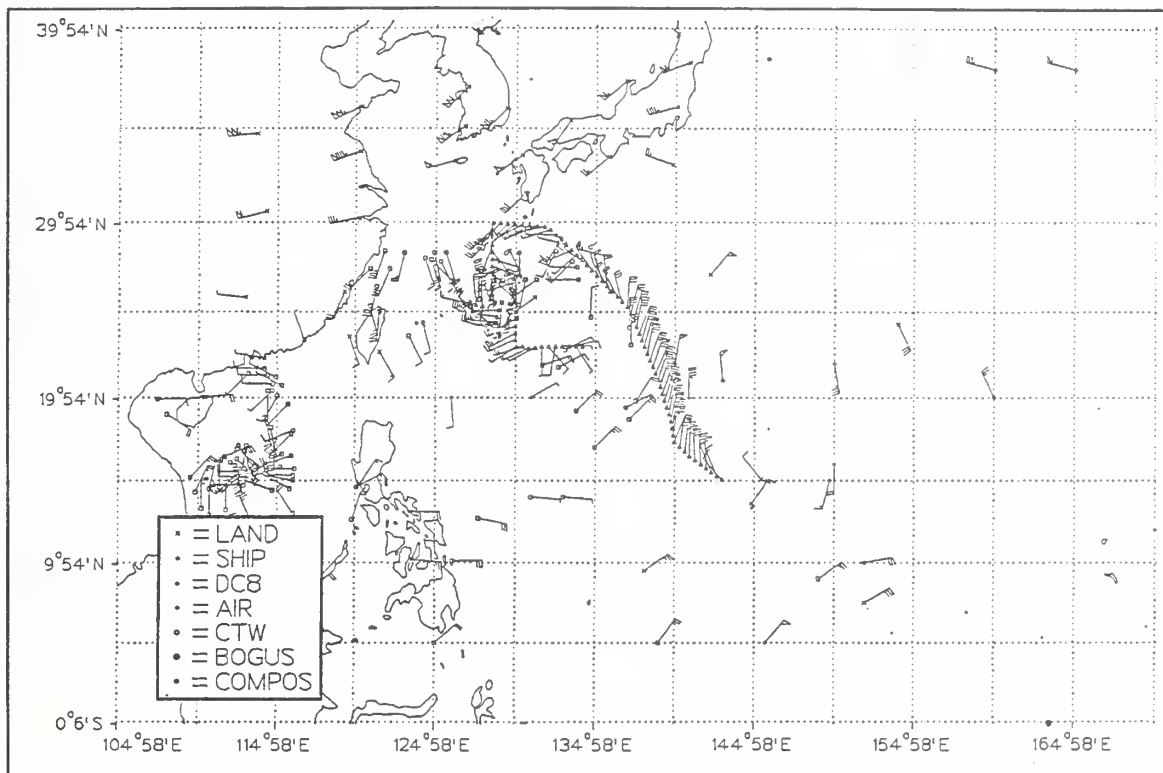 39°54'N
29°54'N
19°54'N
9°54'N
0°6'S
= LAND
= SHIP
= DC8
= AIR
= CTW
= BOGUS
= COMPOS
104°58'E 114°58'E 124°58'E 134°58'E 144°58'E 154°58'E 164°58'E